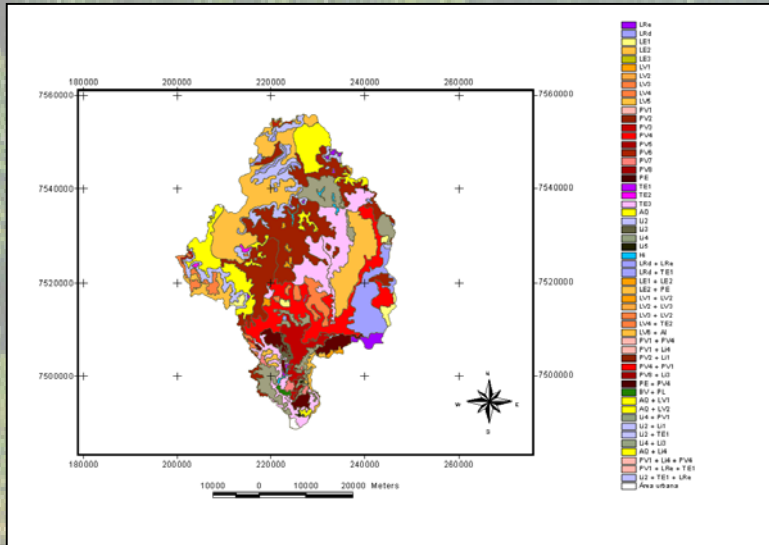 180000 200000 220000 240000 260000
7560000 7560000
7540000 7540000
7520000 7520000
7500000 7500000
N
W E
S
180000 200000 220000 240000 260000
10000 0 10000 20000 Meters
LRe
LRd
LE1
LE2
LE3
LV1
LV2
LV3
LV4
LV5
PV1
PV2
PV3
PV4
PV5
PV6
PV7
PV8
PE
TE1
TE2
TE3
AQ
Li2
Li3
Li4
Li5
Hi
LRd + LRe
LRd + TE1
LE1 + LE2
LE2 + PE
LV1 + LV2
LV2 + LV3
LV3 + LV2
LV4 + TE2
LV5 + Al
PV1 + PV4
PV1 + Li4
PV2 + Li1
PV4 + PV1
PV5 + Li3
PE + PV4
BV + PL
AQ + LV1
AQ + LV2
Li4 + PV1
Li2 + Li1
Li2 + TE1
Li4 + Li3
AQ + Li4
PV1 + Li4 + PV4
PV1 + LRe + TE1
Li2 + TE1 + LRe
Área urbana